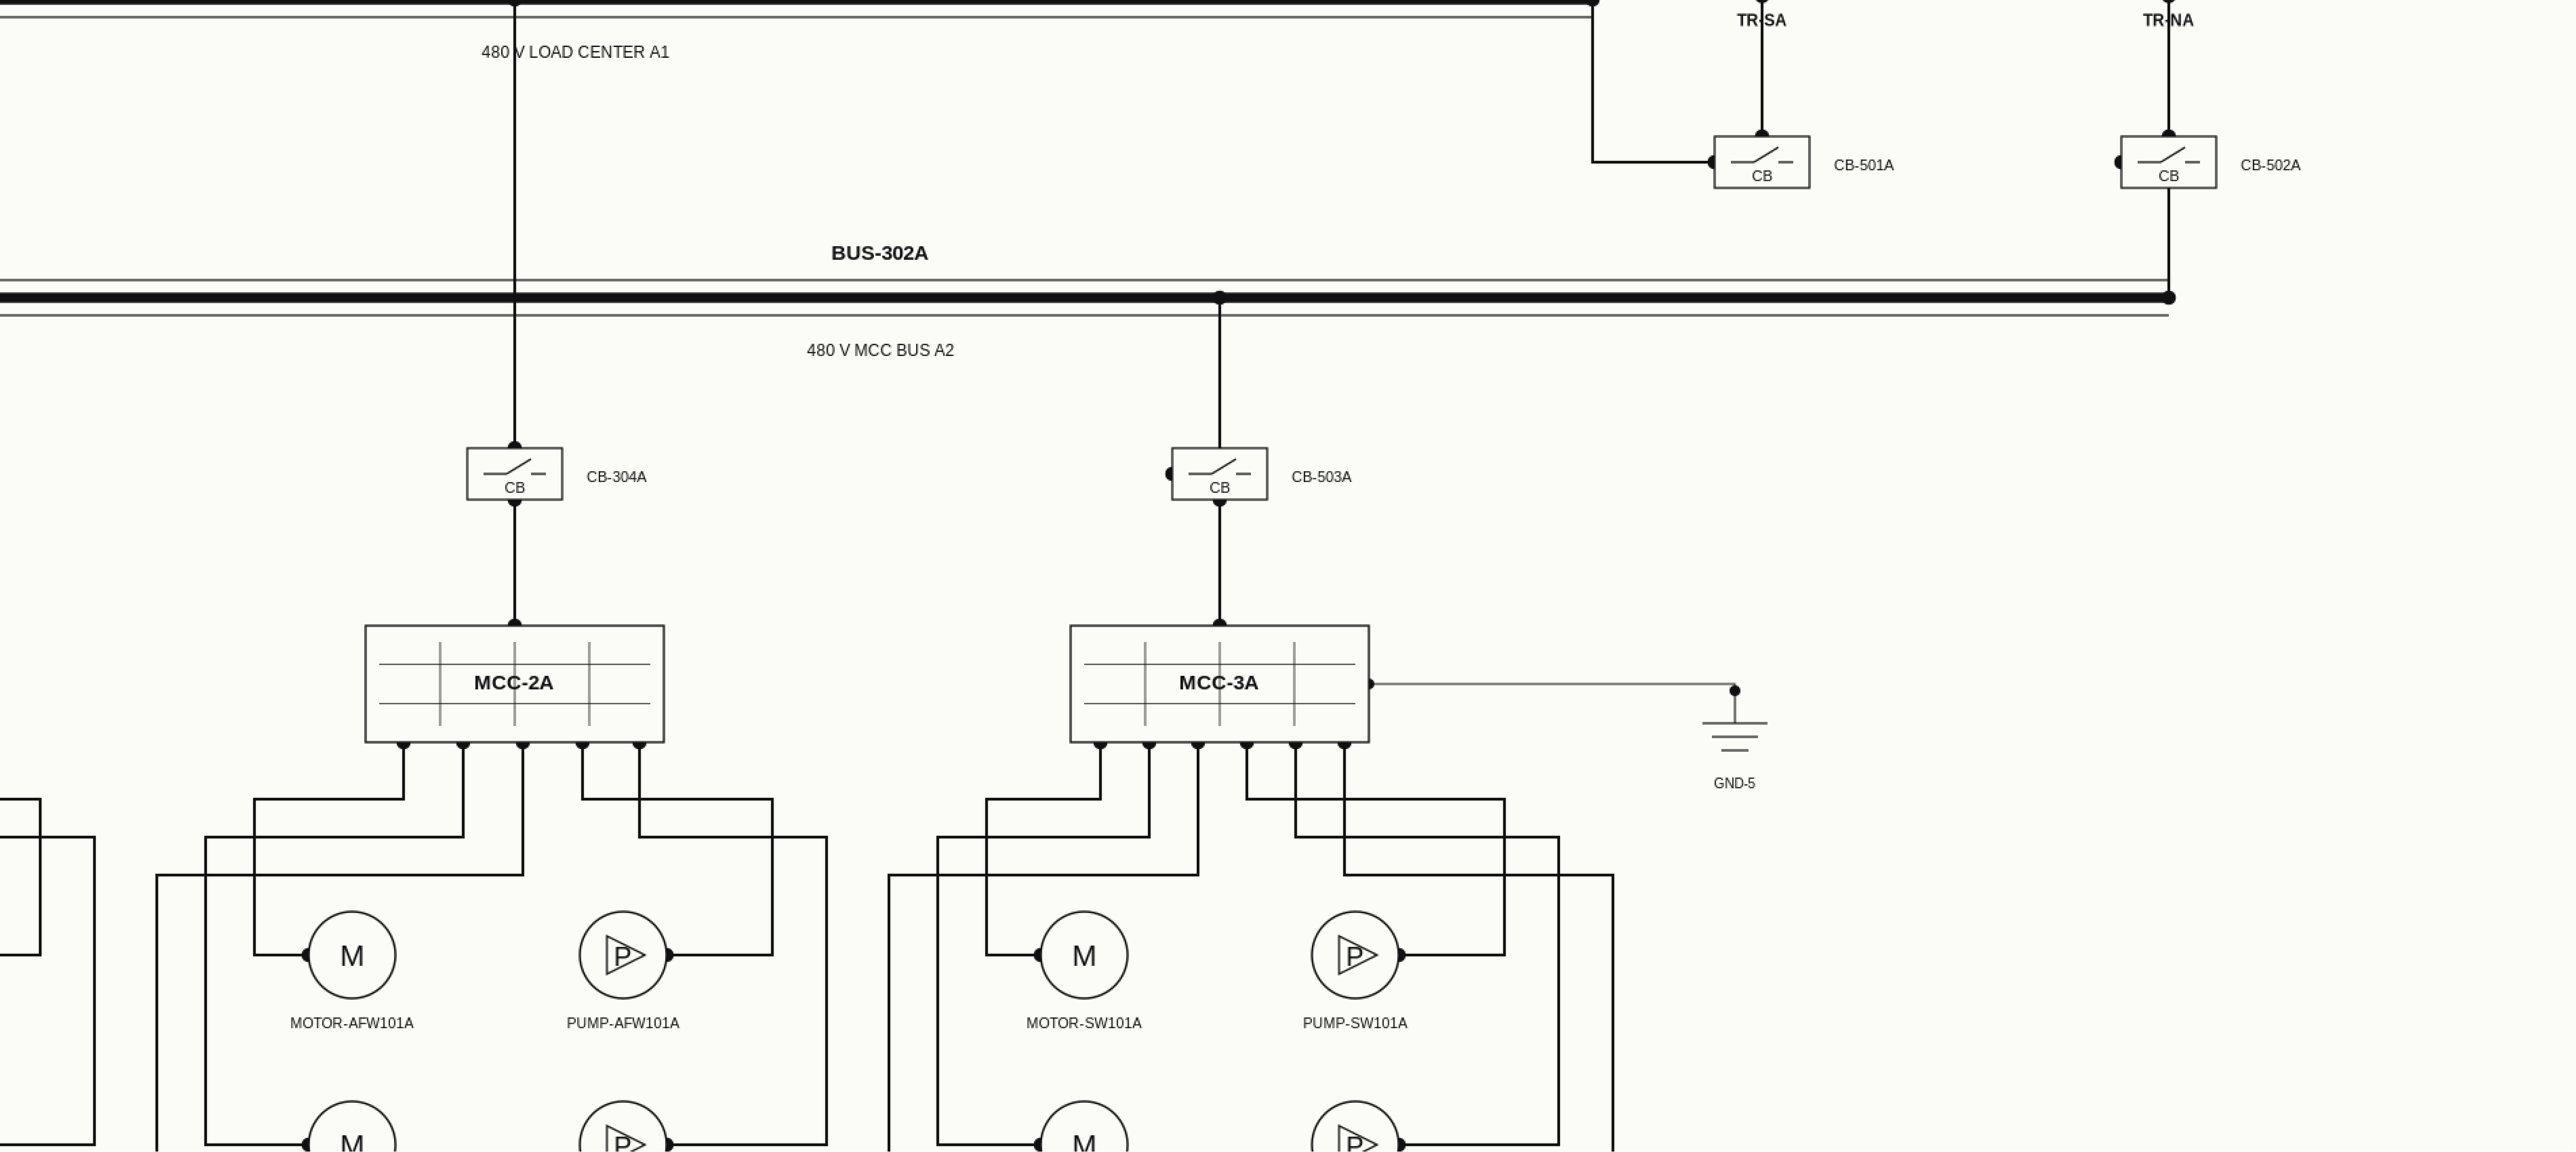 TR-SA
TR-NA
480 V LOAD CENTER A1
CB
CB-501A
CB
CB-502A
BUS-302A
480 V MCC BUS A2
CB
CB-304A
CB
CB-503A
MCC-2A
MCC-3A
GND-5
M
P
M
P
MOTOR-AFW101A
PUMP-AFW101A
MOTOR-SW101A
PUMP-SW101A
M
P
M
P